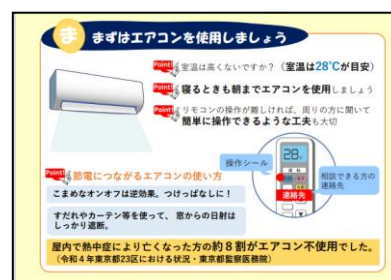 ま まずはエアコンを使用しましょう
Point! 室温は高くないですか？（室温は28℃が目安）
Point! 寝るときも朝までエアコンを使用しましょう
Point! リモコンの操作が難しければ、周りの方に聞いて
簡単に操作できるような工夫も大切
Point! 節電につながるエアコンの使い方
こまめなオンオフは逆効果。つけっぱなしに！
すだれやカーテン等を使って、窓からの日射は
しっかり遮断。
操作シール
28
相談できる方の
連絡先
連絡先
屋内で熱中症により亡くなった方の約８割がエアコン不使用でした。
（令和４年東京都23区における状況・東京都監察医務院）